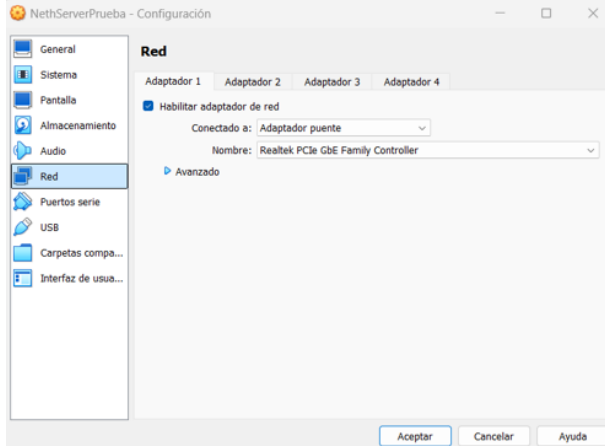 NethServerPrueba - Configuración
General
Sistema
Pantalla
Almacenamiento
Audio
Red
Puertos serie
USB
Carpetas compa...
Interfaz de usua...
Red
Adaptador 1 Adaptador 2 Adaptador 3 Adaptador 4
Habilitar adaptador de red
Conectado a: Adaptador puente
Nombre: Realtek PCIe GbE Family Controller
Avanzado
Aceptar Cancelar Ayuda